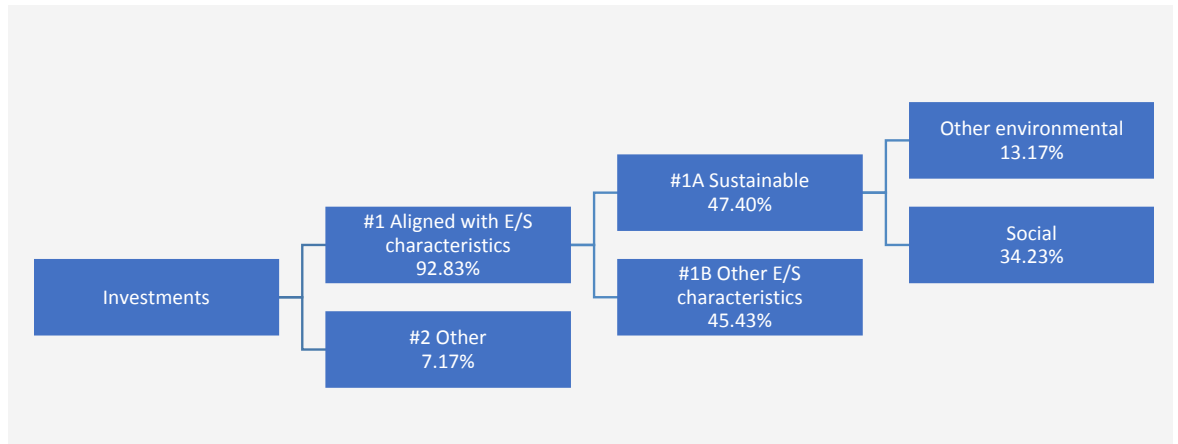 Investments
#1 Aligned with E/S
characteristics
92.83%
#2 Other
7.17%
#1A Sustainable
47.40%
#1B Other E/S
characteristics
45.43%
Other environmental
13.17%
Social
34.23%